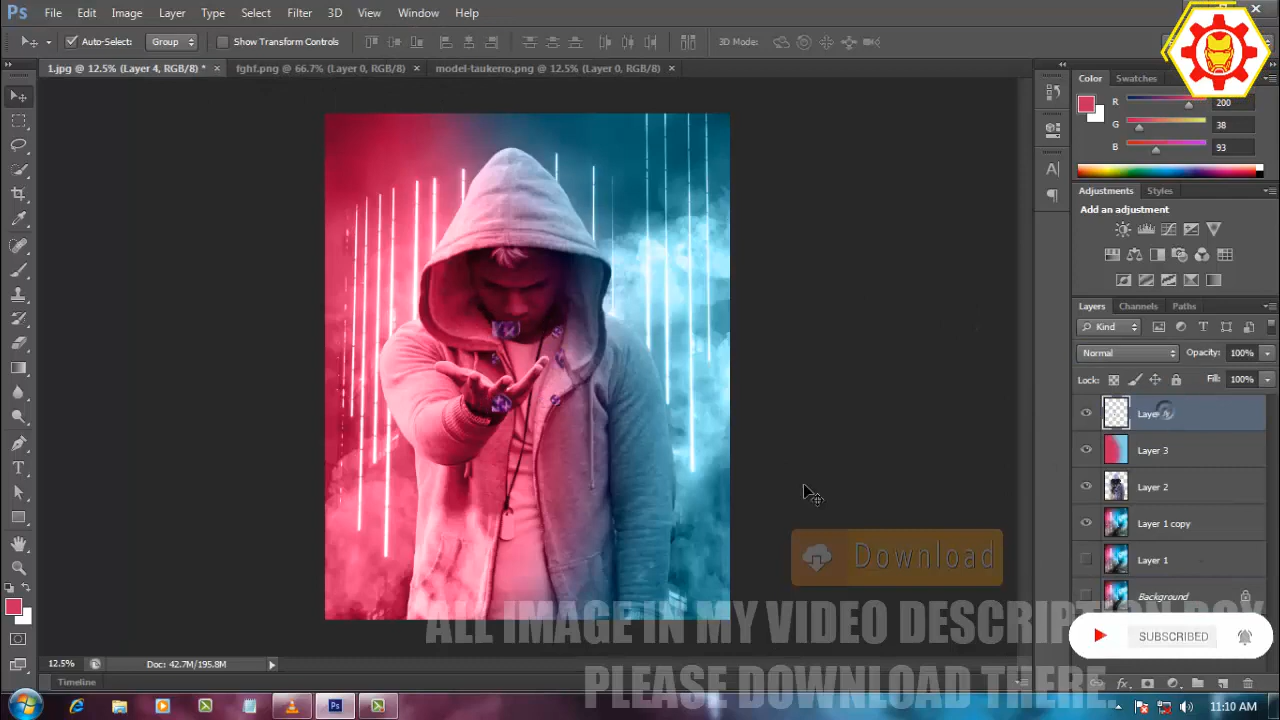 Ps File Edit Image Layer Type Select Filter 3D View Window Help
Auto-Select: Group Show Transform Controls 3D Mode:
1.jpg @ 12.5% (Layer 4, RGB/8) * × fghf.png @ 66.7% (Layer 0, RGB/8) × model-taukerro.png @ 12.5% (Layer 0, RGB/8) ×
Color Swatches
R 200
G 38
B 93
Adjustments Styles
Add an adjustment
Layers Channels Paths
Kind
Normal Opacity: 100%
Lock: Fill: 100%
Layer
Layer 3
Layer 2
Layer 1 copy
Layer 1
Background
Download
ALL IMAGE IN MY VIDEO DESCRIPTION BOX
PLEASE DOWNLOAD THERE.
SUBSCRIBED
12.5% Doc: 42.7M/195.8M
Timeline
11:10 AM